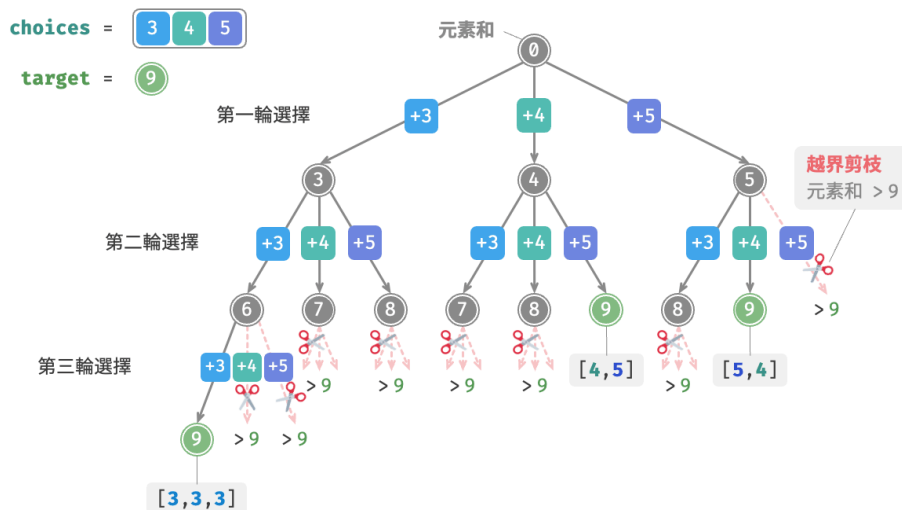 choices = 3 4 5
元素和
0
target = 9
第一輪選擇
+3 +4 +5
越界剪枝
元素和 > 9
3 4 5
第二輪選擇
+3 +4 +5 +3 +4 +5 +3 +4 +5
6 7 8 7 8 9 8 9 > 9
第三輪選擇
+3 +4 +5
> 9 > 9 > 9 > 9 > 9
[4,5] [5,4]
9 > 9 > 9
[3,3,3]